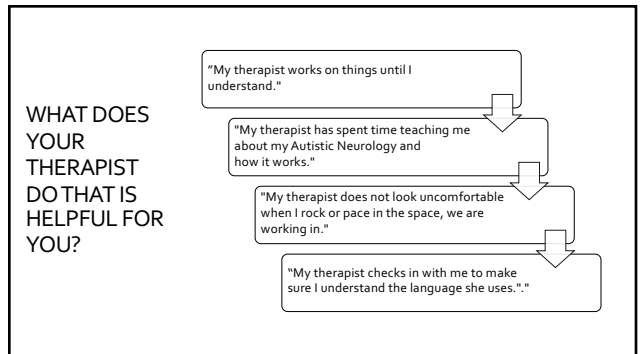 WHAT DOES
YOUR
THERAPIST
DO THAT IS
HELPFUL FOR
YOU?
"My therapist works on things until I
understand."
"My therapist has spent time teaching me
about my Autistic Neurology and
how it works."
"My therapist does not look uncomfortable
when I rock or pace in the space, we are
working in."
“My therapist checks in with me to make
sure I understand the language she uses."."